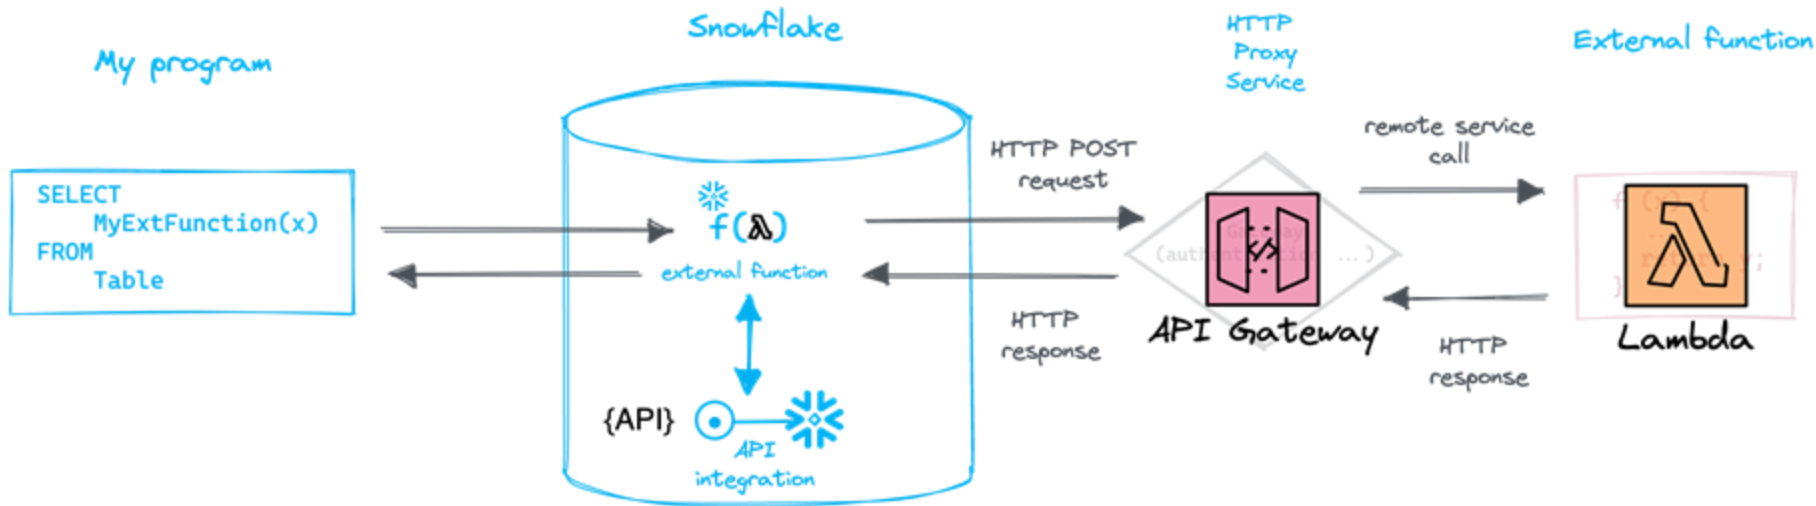 My program
SELECT
MyExtFunction(x)
FROM
Table
Snowflake
f(λ)
external function
{API}
API
integration
HTTP POST
request
HTTP
response
HTTP
Proxy
Service
API Gateway
remote service
call
HTTP
response
External function
Lambda